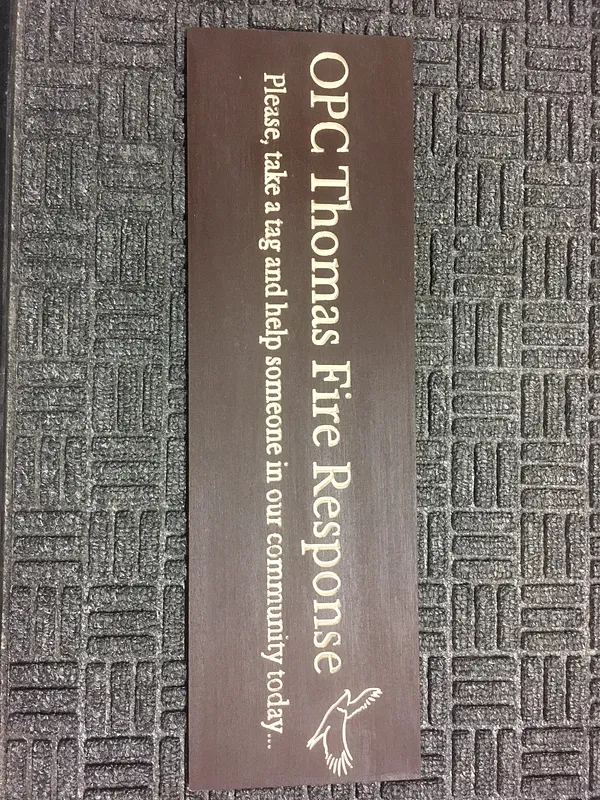 OPC Thomas Fire Response
Please, take a tag and help someone in our community today...